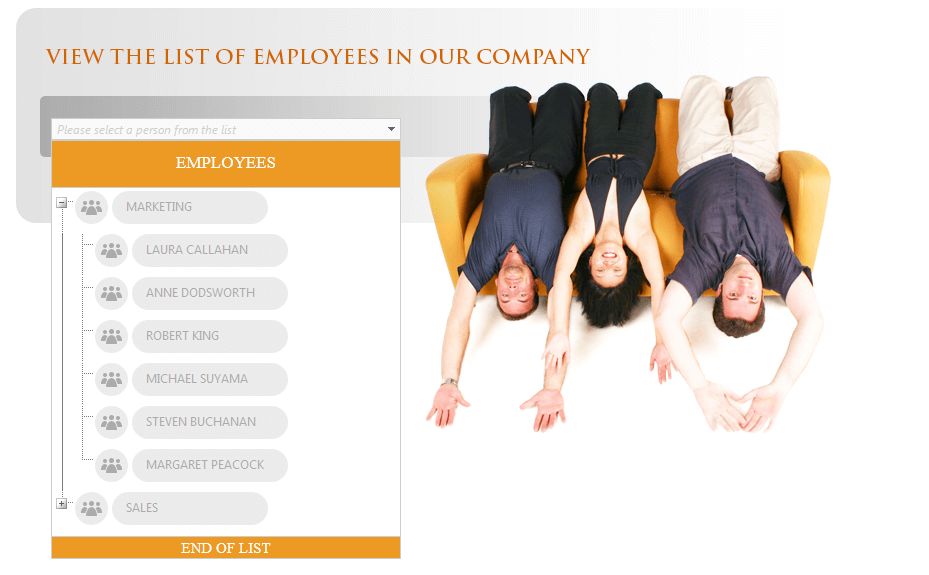 VIEW THE LIST OF EMPLOYEES IN OUR COMPANY
Please select a person from the list
EMPLOYEES
MARKETING
LAURA CALLAHAN
ANNE DODSWORTH
ROBERT KING
MICHAEL SUYAMA
STEVEN BUCHANAN
MARGARET PEACOCK
SALES
END OF LIST